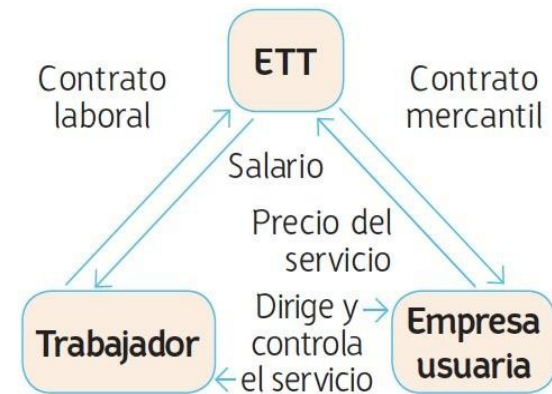 ETT
Contrato
laboral
Contrato
mercantil
Salario
Precio del
servicio
Trabajador
Dirige y
controla
el servicio
Empresa
usuaria